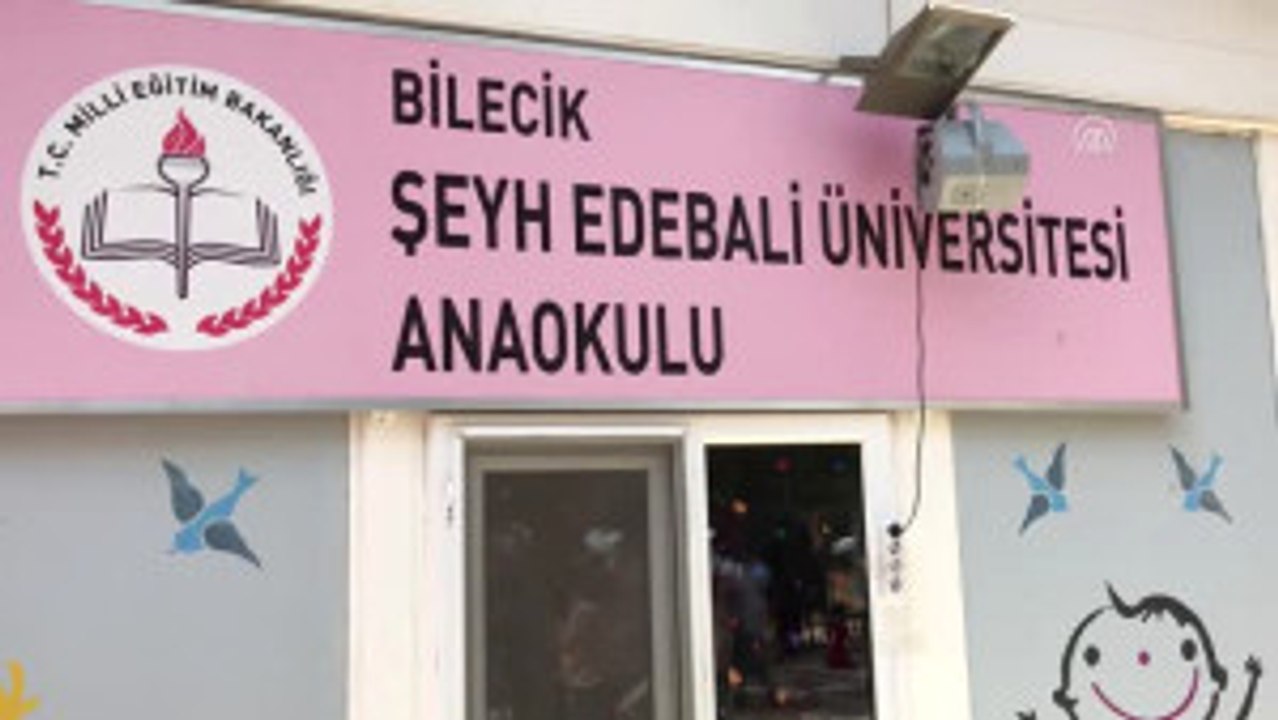 T.C. MİLLİ EĞİTİM BAKANLIĞI
BİLECİK
ŞEYH EDEBALİ ÜNİVERSİTESİ
ANAOKULU